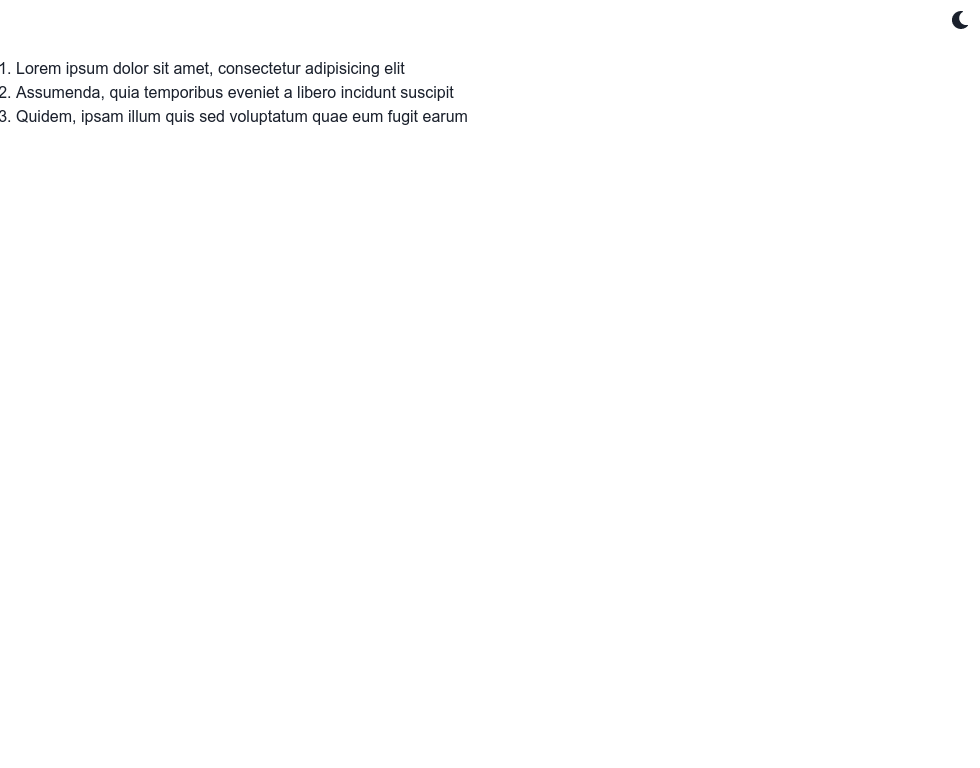 1. Lorem ipsum dolor sit amet, consectetur adipisicing elit
2. Assumenda, quia temporibus eveniet a libero incidunt suscipit
3. Quidem, ipsam illum quis sed voluptatum quae eum fugit earum